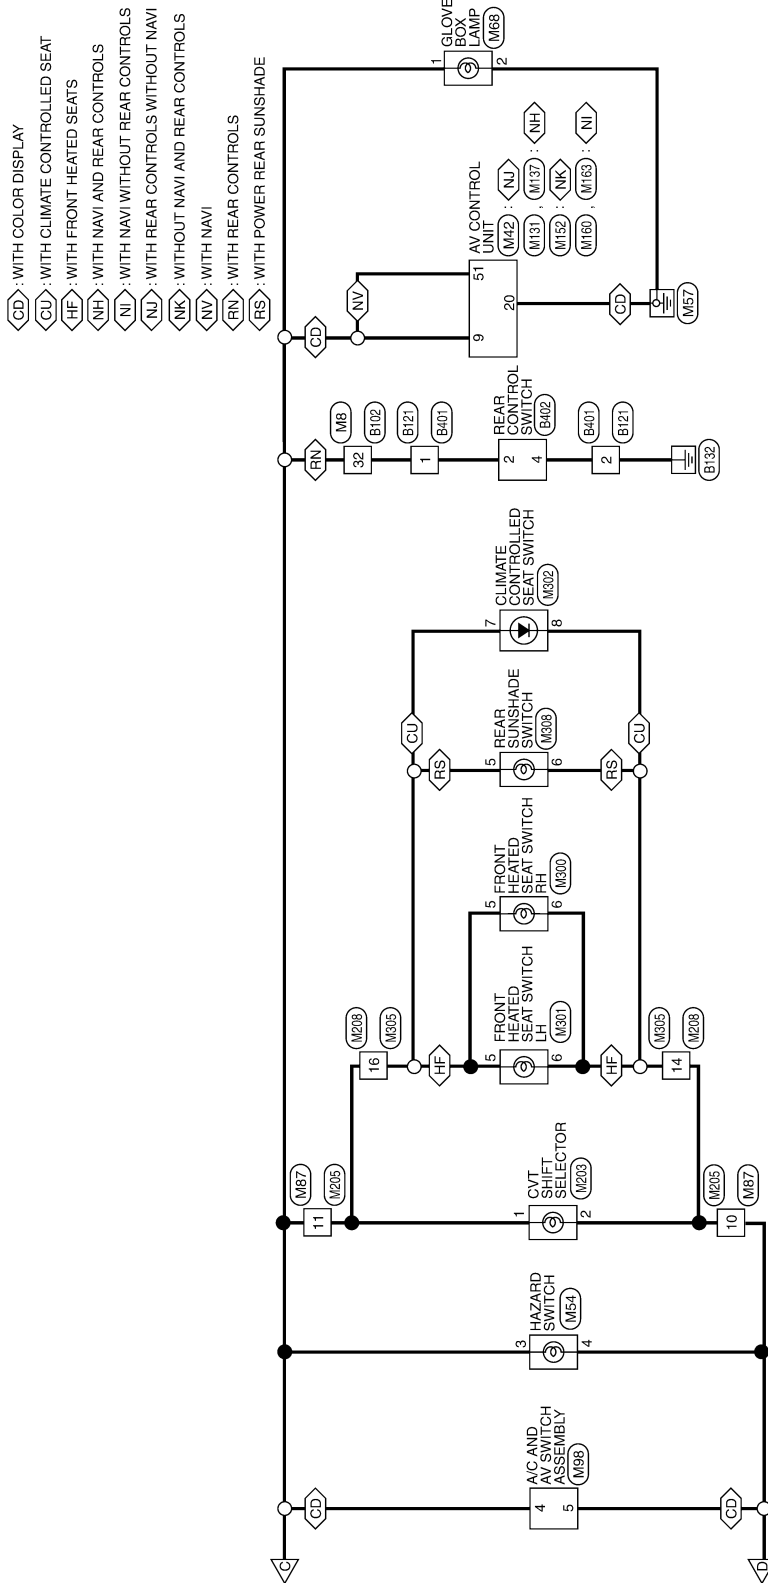 CD : WITH COLOR DISPLAY
CU : WITH CLIMATE CONTROLLED SEAT
HF : WITH FRONT HEATED SEATS
NH : WITH NAVI AND REAR CONTROLS
NI : WITH NAVI WITHOUT REAR CONTROLS
NJ : WITH REAR CONTROLS WITHOUT NAVI
NK : WITHOUT NAVI AND REAR CONTROLS
NV : WITH NAVI
RN : WITH REAR CONTROLS
RS : WITH POWER REAR SUNSHADE
C
CD
4
5
A/C AND
AV SWITCH
ASSEMBLY
M98
CD
D
3
4
HAZARD
SWITCH
M54
M87
M205
11
1
2
CVT
SHIFT
SELECTOR
M203
M205
M87
10
M208
M305
16
HF
5
6
FRONT
HEATED
SEAT SWITCH
LH
M301
HF
M305
M208
14
5
6
FRONT
HEATED
SEAT SWITCH
RH
M300
RS
5
6
REAR
SUNSHADE
SWITCH
M308
RS
CU
7
8
CLIMATE
CONTROLLED
SEAT SWITCH
M302
CU
RN
M8
B102
32
B121
B401
1
2
4
REAR
CONTROL
SWITCH
B402
B401
B121
2
B132
CD
NV
9
51
20
AV CONTROL
UNIT
M42 : NJ
M131 , M137 : NH
M152 : NK
M160 , M163 : NI
CD
M57
1
2
GLOVE
BOX
LAMP
M68